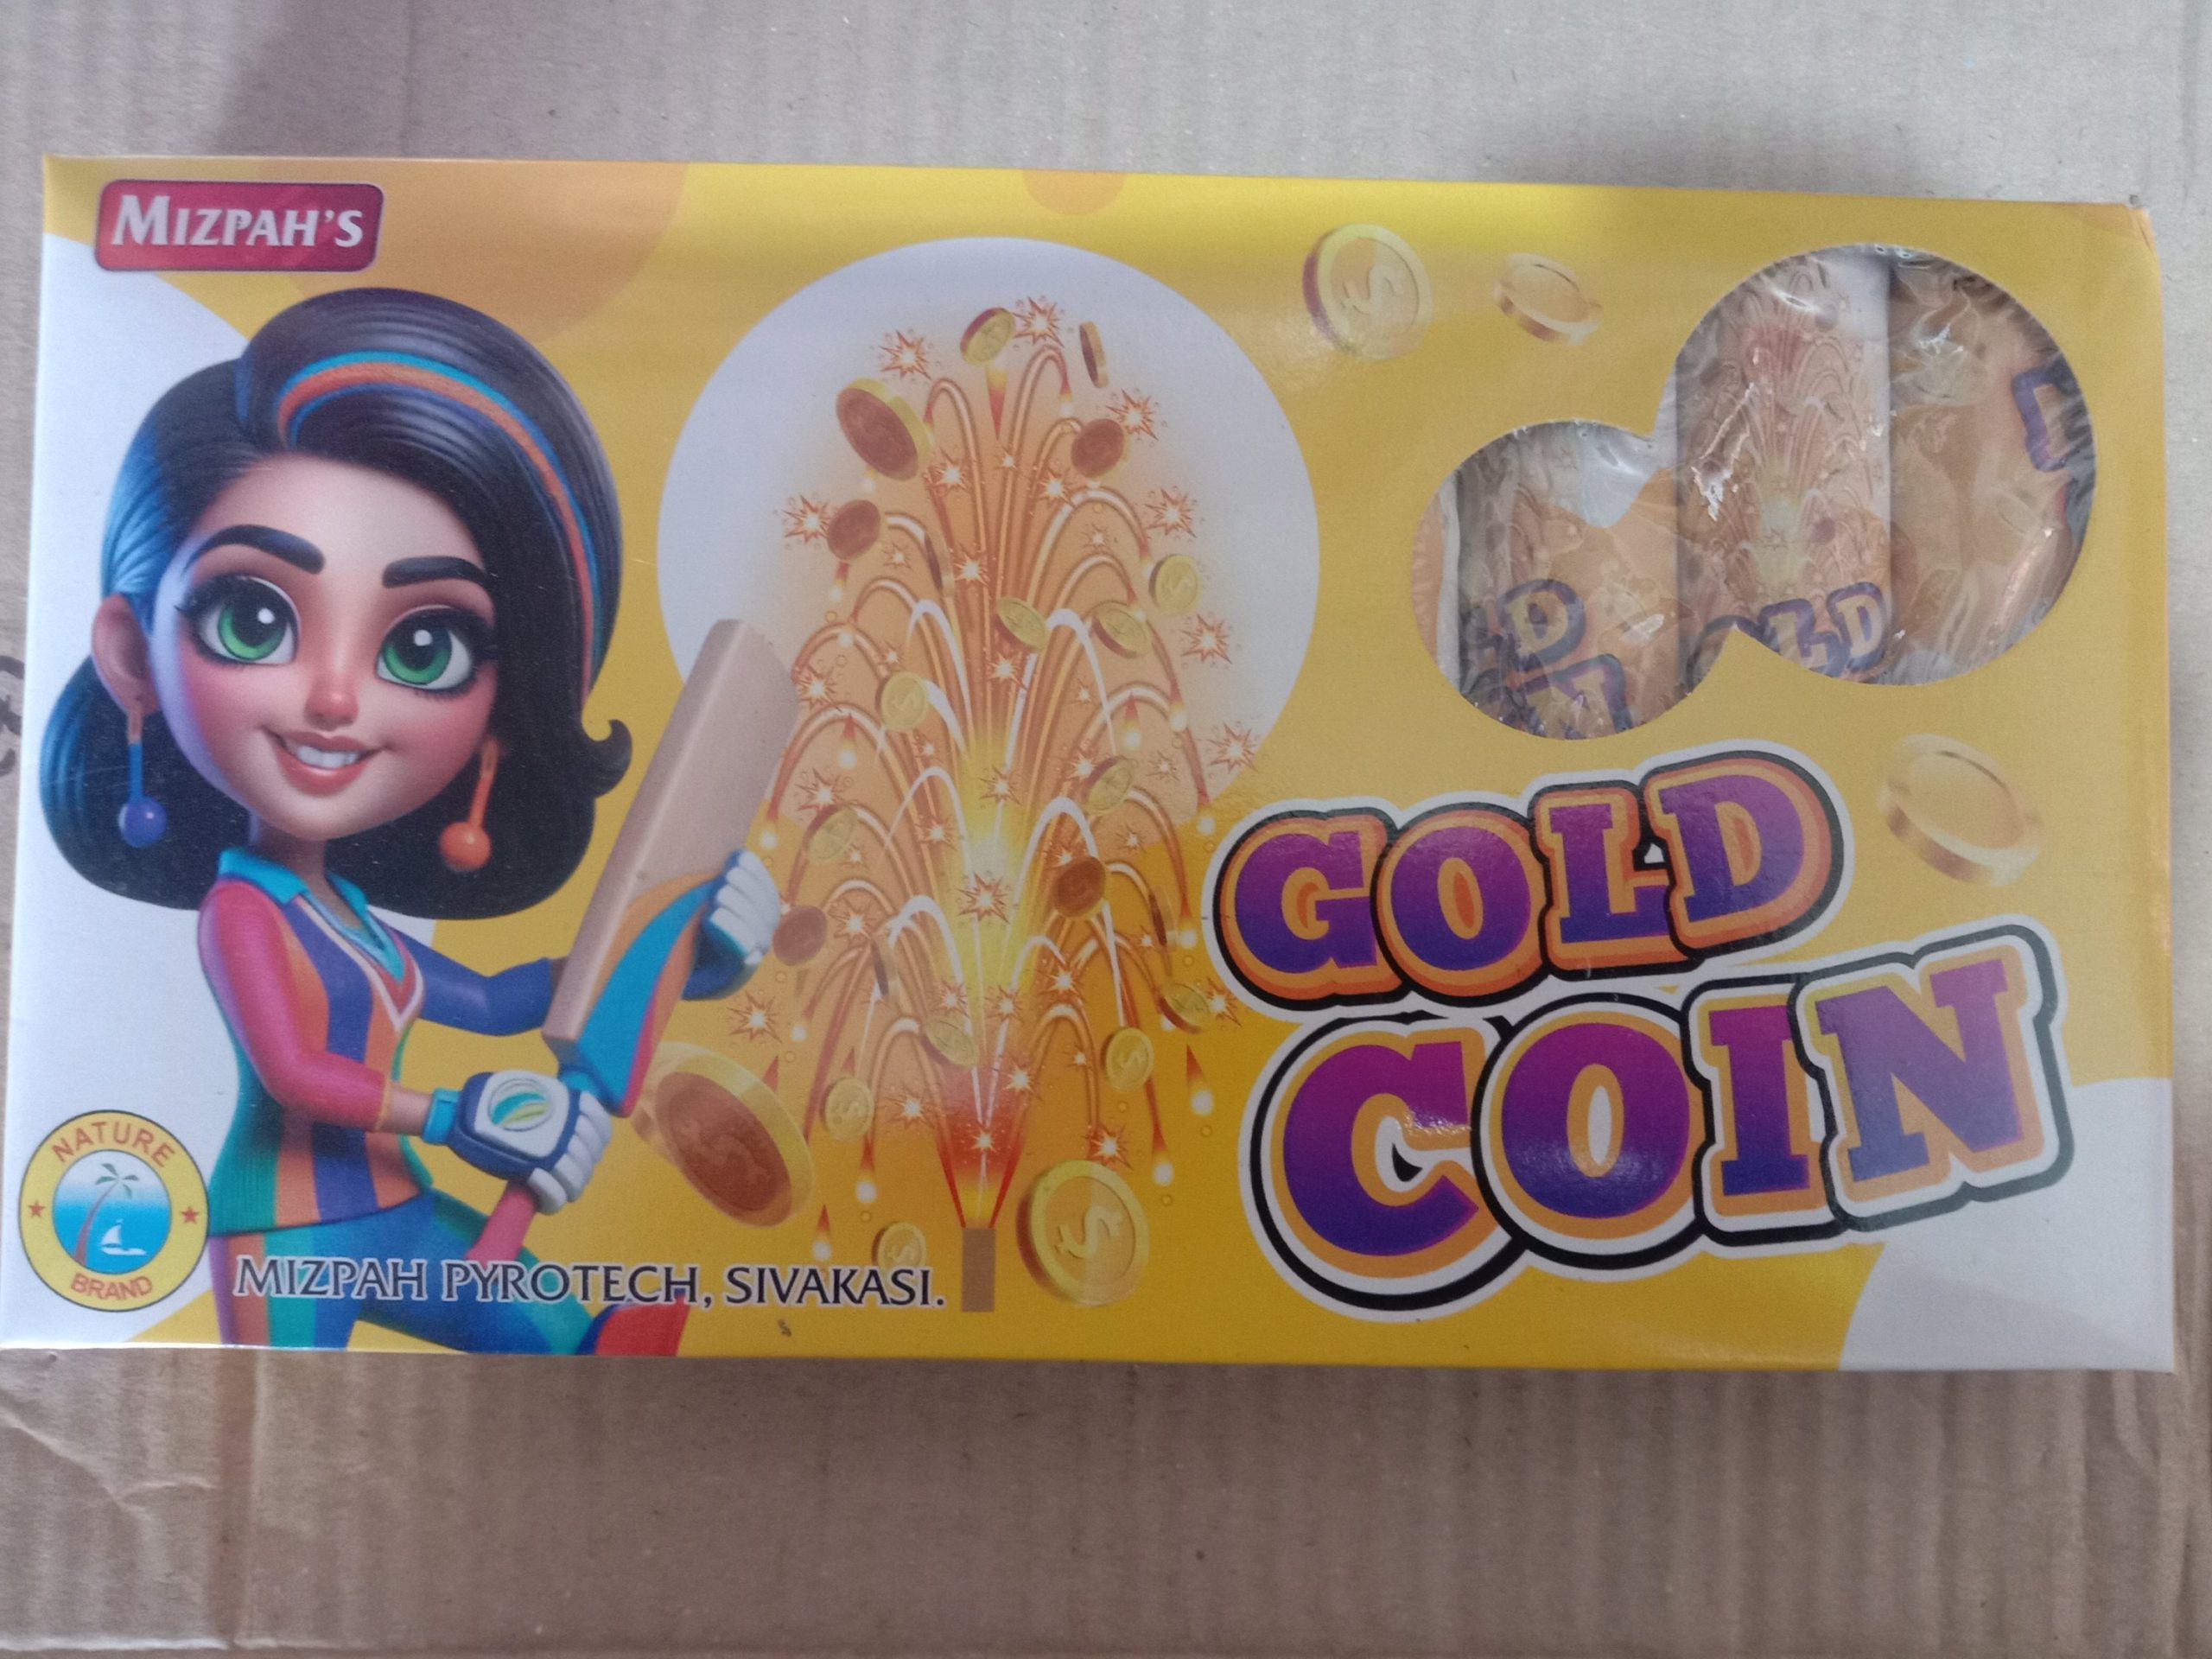 MIZPAH'S
GOLD
COIN
NATURE
BRAND
MIZPAH PYROTECH, SIVAKASI.